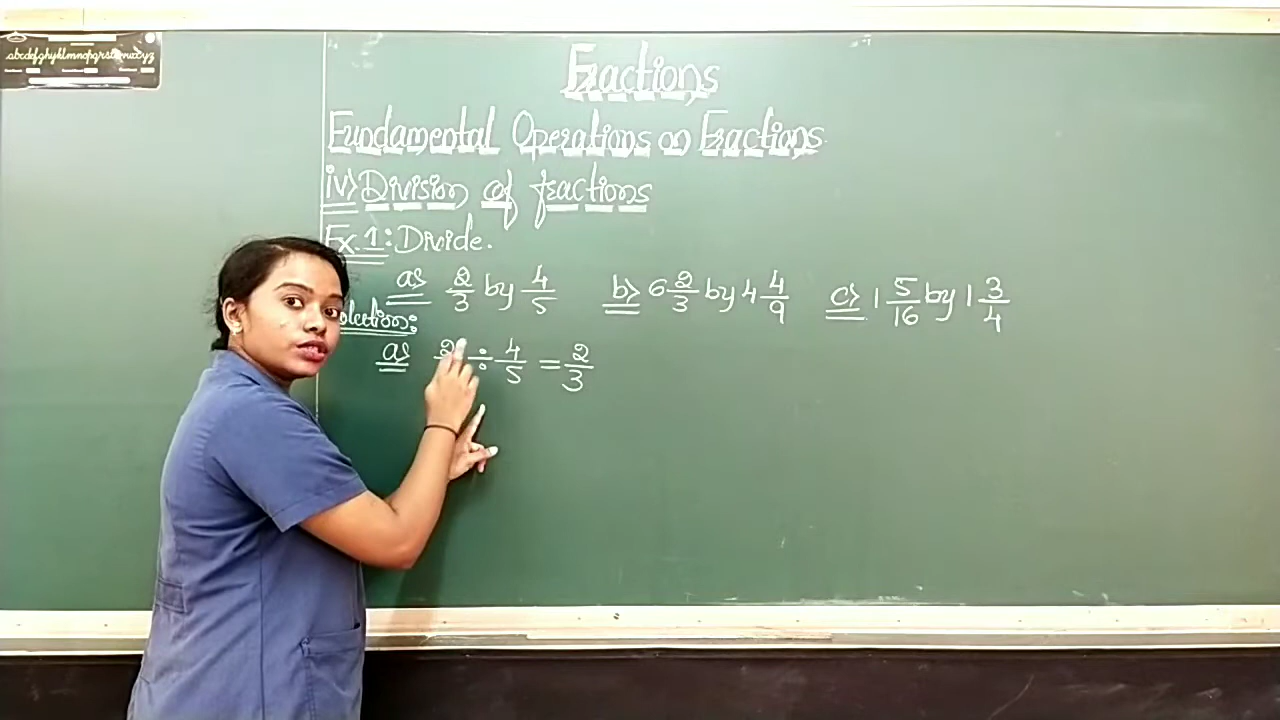 abcdefghijklmnopqrstuvwxyz
Fractions
Fundamental Operations on Fractions
iv> Division of fractions
Ex. 1: Divide.
a> 2/3 by 4/5 b> 6 2/3 by 4 4/9 c> 1 5/16 by 1 3/4
Solution:
a> 2 ÷ 4/5 = 2/3